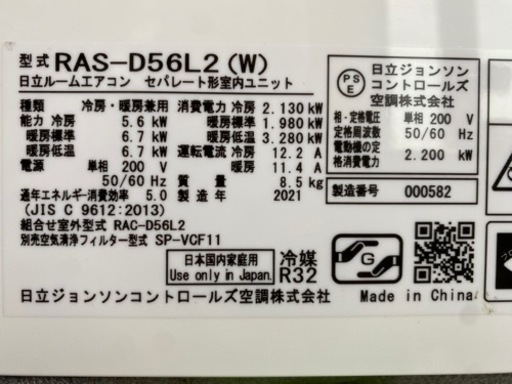 型式 RAS-D56L2(W)
日立ルームエアコン セパレート形室内ユニット
種類 冷房・暖房兼用
能力 冷房 5.6 kW
暖房標準 6.7 kW
暖房低温 6.7 kW
電源 単相 200 V
50/60 Hz
通年エネルギー消費効率 5.0
(JIS C 9612:2013)
消費電力 冷房 2.130 kW
暖房標準 1.980 kW
暖房低温 3.280 kW
運転電流 冷房 12.2 A
暖房 11.4 A
質量 8.5 kg
製造年 2021
組合せ室外型式 RAC-D56L2
別売空気清浄フィルター型式 SP-VCF11
日本国内家庭用
Use only in Japan.
冷媒
R32
G
日立ジョンソンコントロールズ空調株式会社
PSE
日立ジョンソン
コントロールズ
空調株式会社
相・定格電圧 単相 200 V
定格周波数 50/60 Hz
電動機の定
格消費電力 2.200 kW
製造番号 000582
Made in China